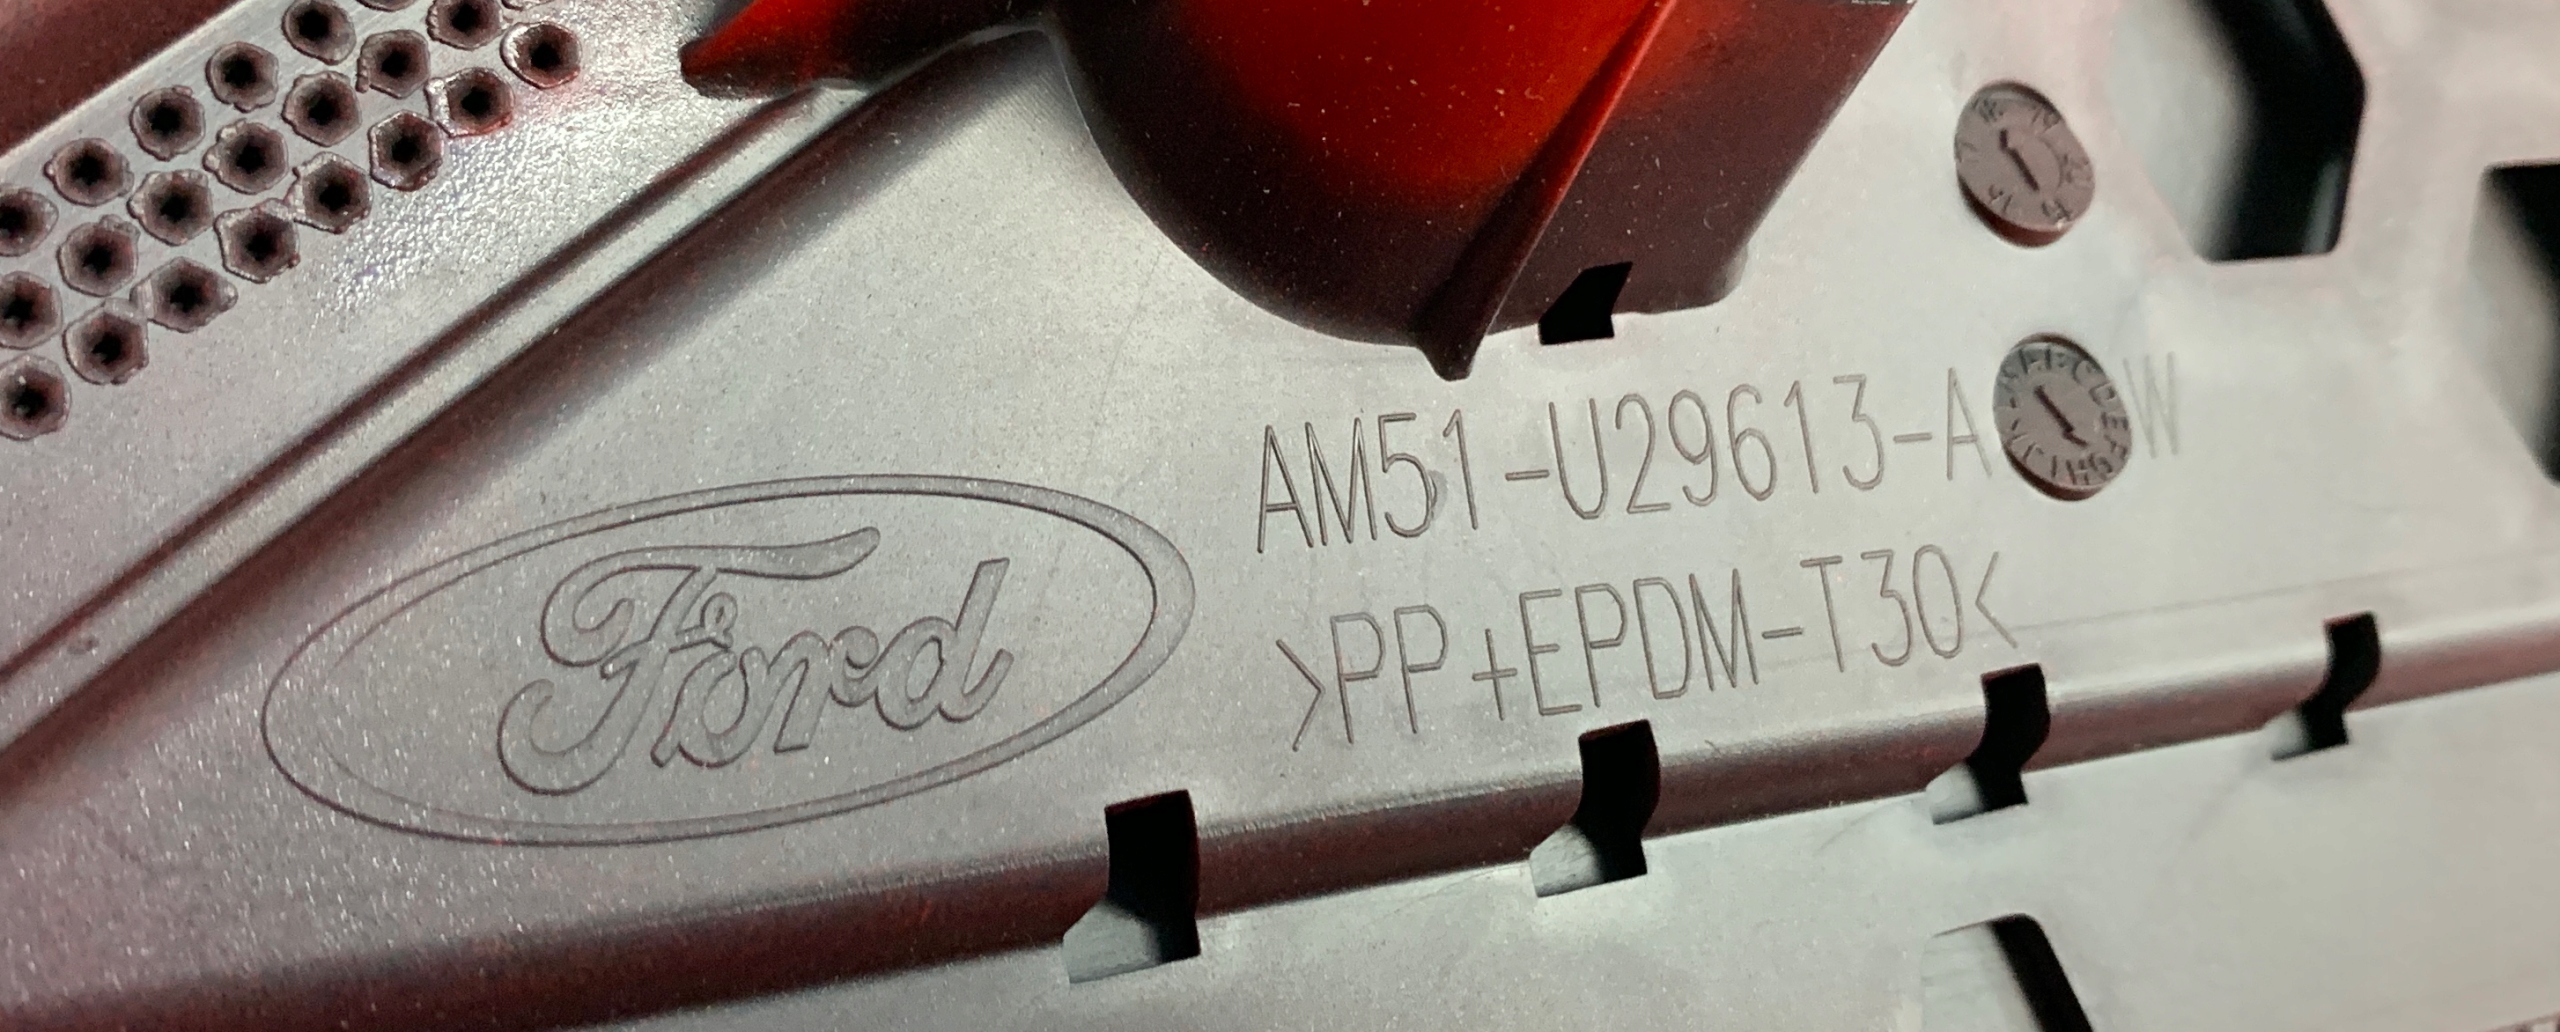 Ford
AM51-U29613-A W
>PP+EPDM-T30<